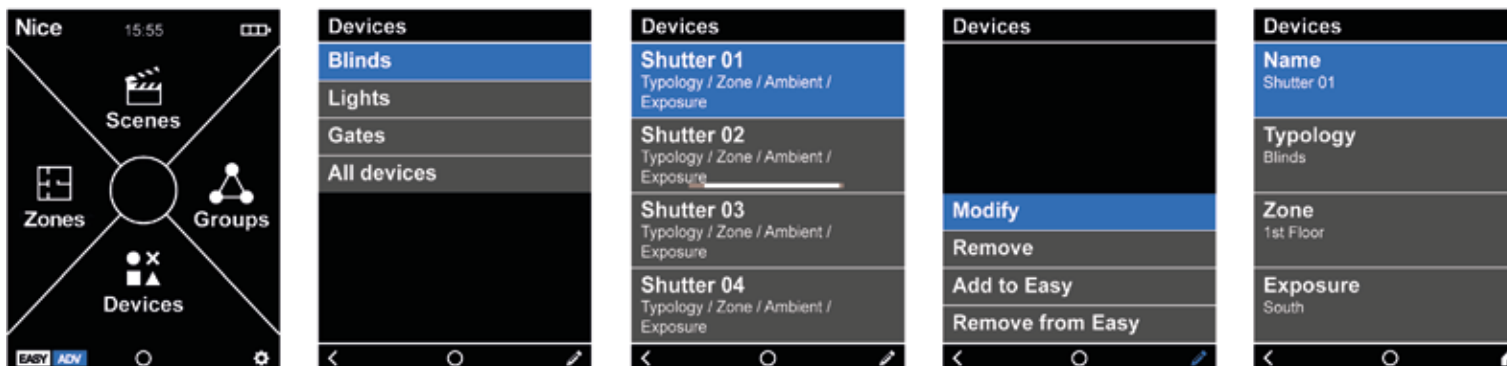 Nice 15:55
Scenes
Zones
Groups
Devices
EASY ADV
Devices
Blinds
Lights
Gates
All devices
Devices
Shutter 01
Typology / Zone / Ambient /
Exposure
Shutter 02
Typology / Zone / Ambient /
Exposure
Shutter 03
Typology / Zone / Ambient /
Exposure
Shutter 04
Typology / Zone / Ambient /
Exposure
Devices
Modify
Remove
Add to Easy
Remove from Easy
Devices
Name
Shutter 01
Typology
Blinds
Zone
1st Floor
Exposure
South